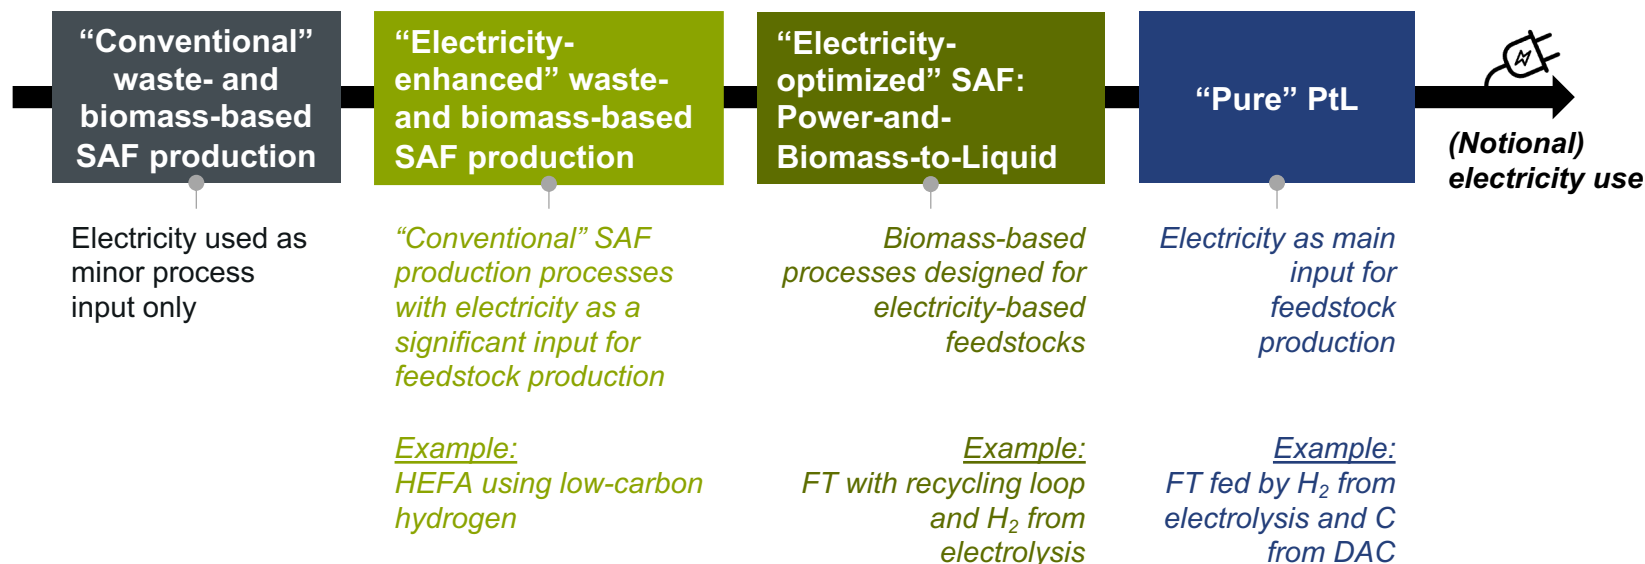 “Conventional”
waste- and
biomass-based
SAF production
“Electricity-
enhanced” waste-
and biomass-based
SAF production
“Electricity-
optimized” SAF:
Power-and-
Biomass-to-Liquid
“Pure” PtL
(Notional)
electricity use
Electricity used as
minor process
input only
“Conventional” SAF
production processes
with electricity as a
significant input for
feedstock production
Example:
HEFA using low-carbon
hydrogen
Biomass-based
processes designed for
electricity-based
feedstocks
Example:
FT with recycling loop
and H₂ from
electrolysis
Electricity as main
input for
feedstock
production
Example:
FT fed by H₂ from
electrolysis and C
from DAC